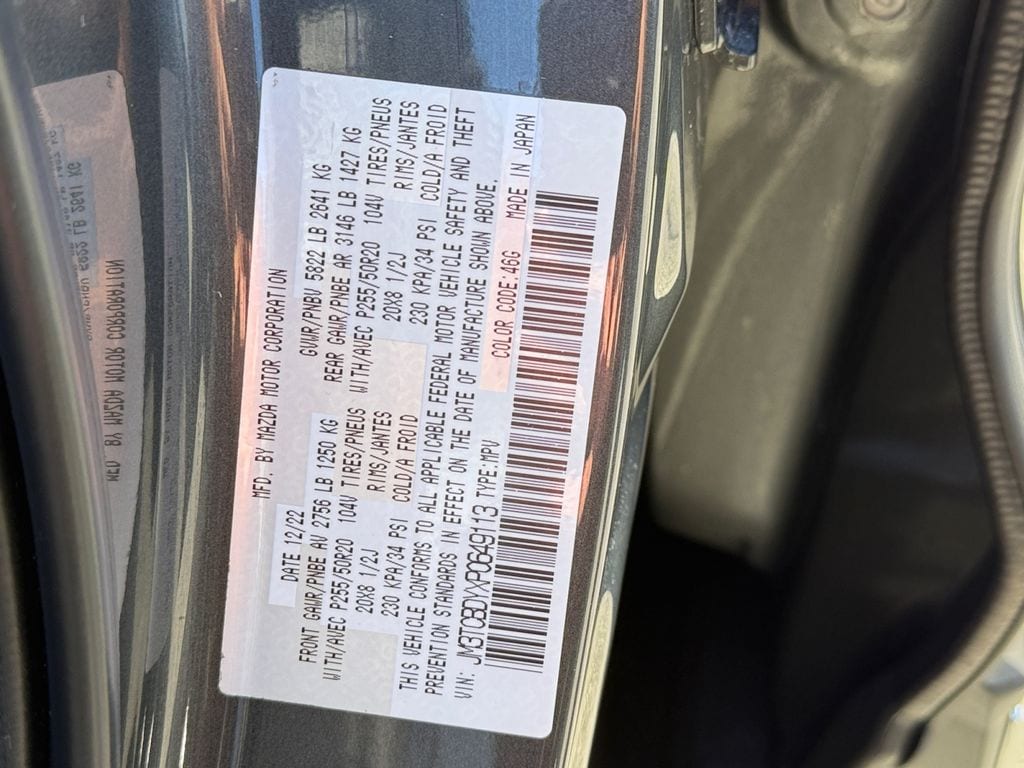 MFD. BY MAZDA MOTOR CORPORATION
DATE: 12/22 GVWR/PNBV 5822 LB 2641 KG
FRONT GAWR/PNBE AV 2756 LB 1250 KG REAR GAWR/PNBE AR 3146 LB 1427 KG
WITH/AVEC P255/50R20 104V TIRES/PNEUS WITH/AVEC P255/50R20 104V TIRES/PNEUS
20X8 1/2J RIMS/JANTES 20X8 1/2J RIMS/JANTES
230 KPA/34 PSI COLD/A FROID 230 KPA/34 PSI COLD/A FROID
THIS VEHICLE CONFORMS TO ALL APPLICABLE FEDERAL MOTOR VEHICLE SAFETY AND THEFT
PREVENTION STANDARDS IN EFFECT ON THE DATE OF MANUFACTURE SHOWN ABOVE.
VIN: JM3TCBDYXP0649113 TYPE:MPV COLOR CODE:46G MADE IN JAPAN